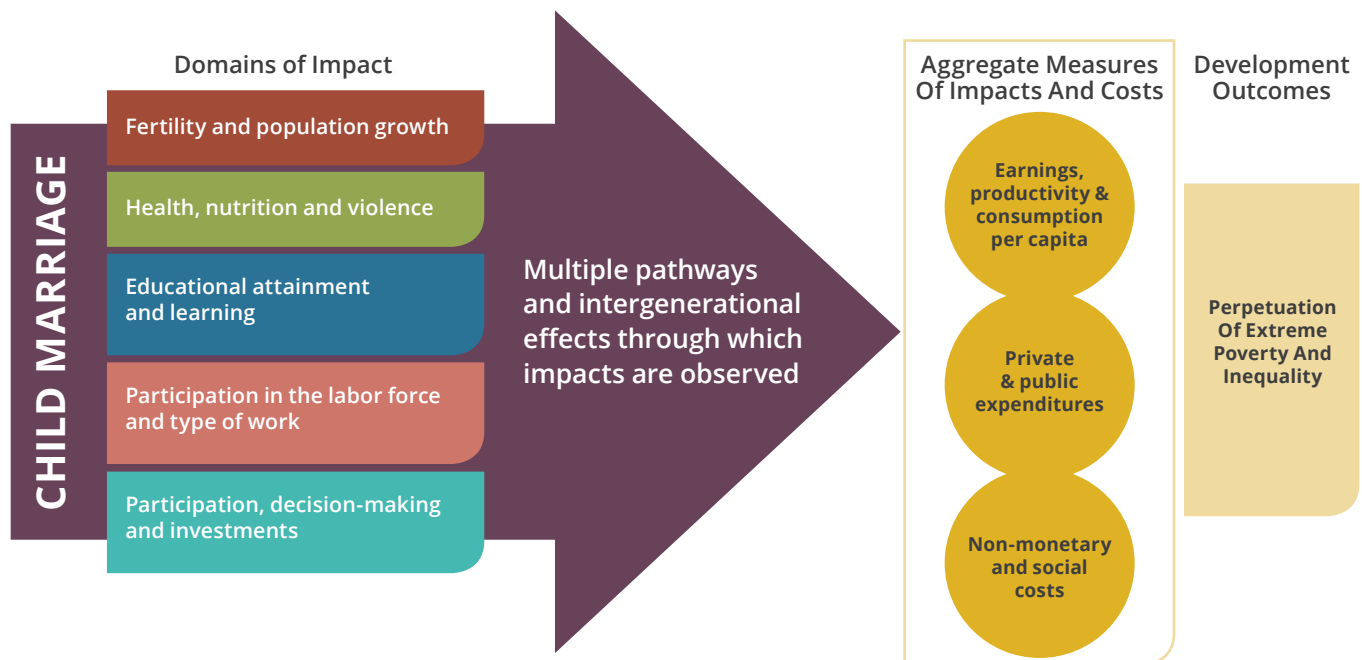 CHILD MARRIAGE
Domains of Impact
Fertility and population growth
Health, nutrition and violence
Educational attainment
and learning
Participation in the labor force
and type of work
Participation, decision-making
and investments
Multiple pathways
and intergenerational
effects through which
impacts are observed
Aggregate Measures
Of Impacts And Costs
Earnings,
productivity &
consumption
per capita
Private
& public
expenditures
Non-monetary
and social
costs
Development
Outcomes
Perpetuation
Of Extreme
Poverty And
Inequality